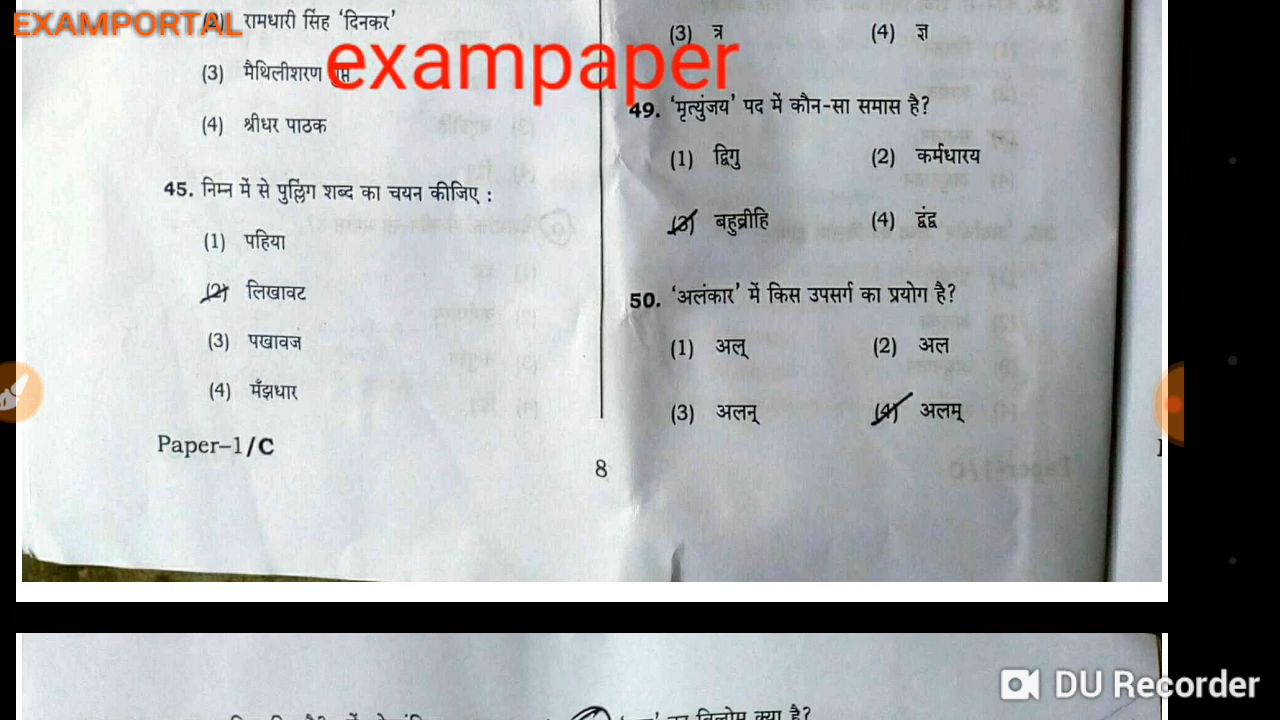 EXAMPORTAL
exampaper
(2) रामधारी सिंह ‘दिनकर’
(3) मैथिलीशरण
(4) श्रीधर पाठक
45. निम्न में से पुल्लिंग शब्द का चयन कीजिए :
(1) पहिया
(2) लिखावट
(3) पखावज
(4) मँझधार
Paper–1/C
8
(3) त्र
(4) ज्ञ
49. ‘मृत्युंजय’ पद में कौन-सा समास है?
(1) द्विगु
(2) कर्मधारय
(3) बहुव्रीहि
(4) द्वंद्व
50. ‘अलंकार’ में किस उपसर्ग का प्रयोग है?
(1) अल्
(2) अल
(3) अलन्
(4) अलम्
विलोम क्या है?
DU Recorder